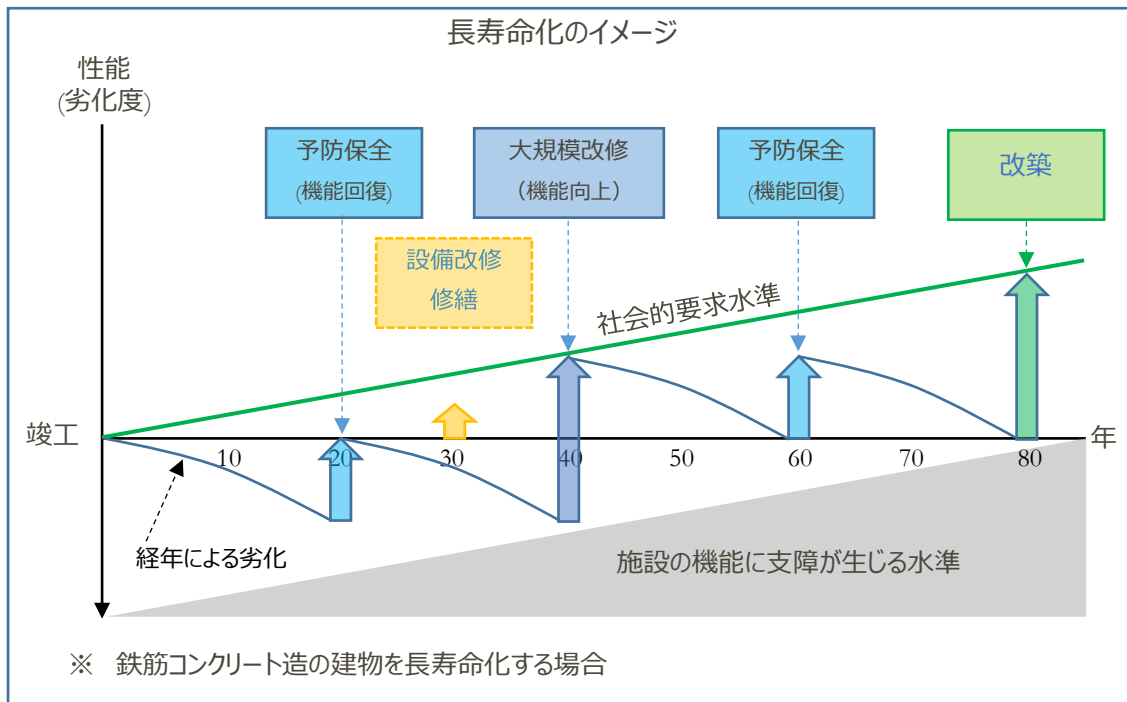 長寿命化のイメージ
性能
(劣化度)
予防保全
(機能回復)
大規模改修
(機能向上)
予防保全
(機能回復)
改築
設備改修
修繕
社会的要求水準
竣工
10
20
30
40
50
60
70
80
年
経年による劣化
施設の機能に支障が生じる水準
※ 鉄筋コンクリート造の建物を長寿命化する場合